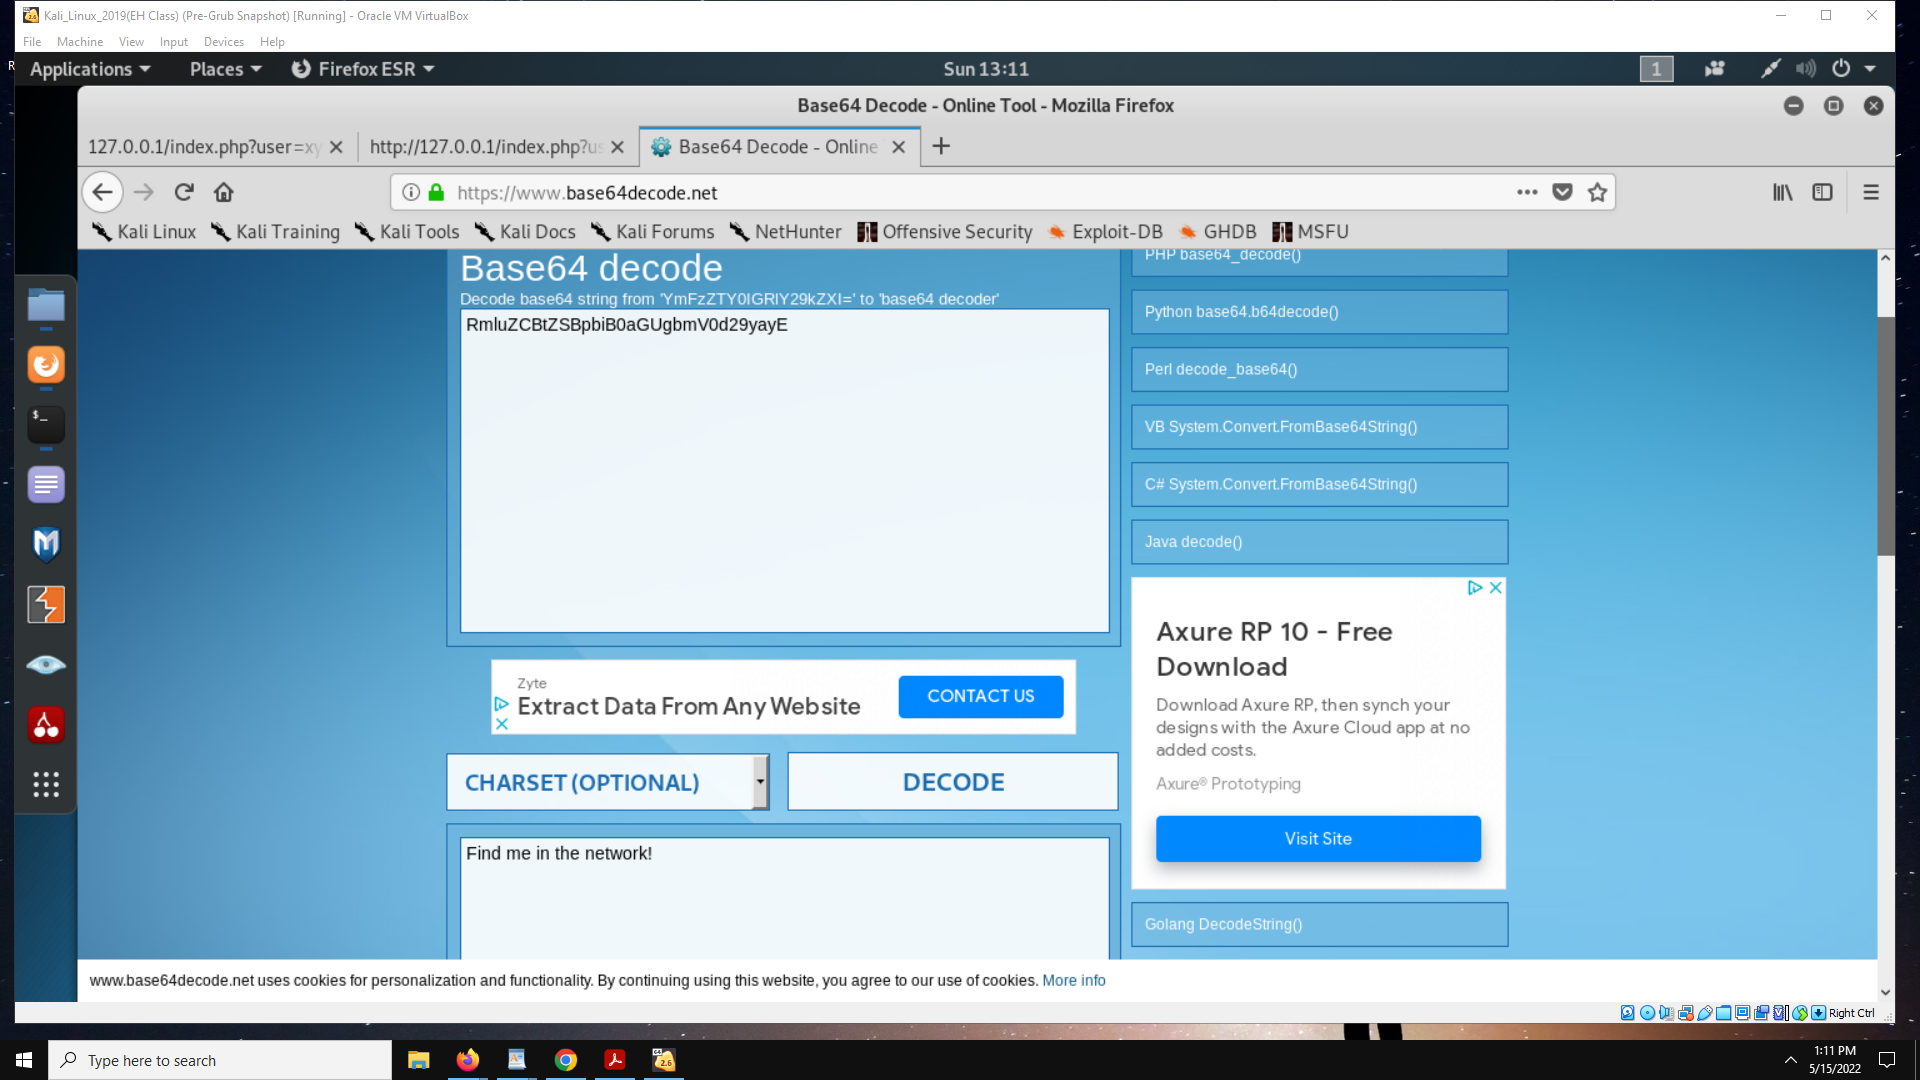 Kali_Linux_2019(EH Class) (Pre-Grub Snapshot) [Running] - Oracle VM VirtualBox
File Machine View Input Devices Help
Applications Places Firefox ESR Sun 13:11 1
Base64 Decode - Online Tool - Mozilla Firefox
127.0.0.1/index.php?user=xy http://127.0.0.1/index.php?us Base64 Decode - Online
https://www.base64decode.net
Kali Linux Kali Training Kali Tools Kali Docs Kali Forums NetHunter Offensive Security Exploit-DB GHDB MSFU
Base64 decode
Decode base64 string from 'YmFzZTY0IGRlY29kZXI=' to 'base64 decoder'
RmluZCBtZSBpbiB0aGUgbmV0d29yayE
Zyte
Extract Data From Any Website
CONTACT US
CHARSET (OPTIONAL)
DECODE
Find me in the network!
PHP base64_decode()
Python base64.b64decode()
Perl decode_base64()
VB System.Convert.FromBase64String()
C# System.Convert.FromBase64String()
Java decode()
Axure RP 10 - Free
Download
Download Axure RP, then synch your
designs with the Axure Cloud app at no
added costs.
Axure® Prototyping
Visit Site
Golang DecodeString()
www.base64decode.net uses cookies for personalization and functionality. By continuing using this website, you agree to our use of cookies. More info
Right Ctrl
Type here to search
1:11 PM
5/15/2022